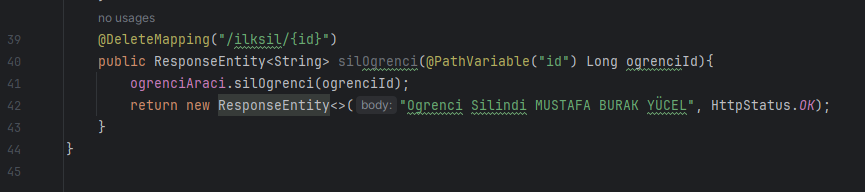 no usages
39 @DeleteMapping("/ilksil/{id}")
40 public ResponseEntity<String> silOgrenci(@PathVariable("id") Long ogrenciId){
41 ogrenciAraci.silOgrenci(ogrenciId);
42 return new ResponseEntity<>( body: "Ogrenci Silindi MUSTAFA BURAK YÜCEL", HttpStatus.OK);
43 }
44 }
45